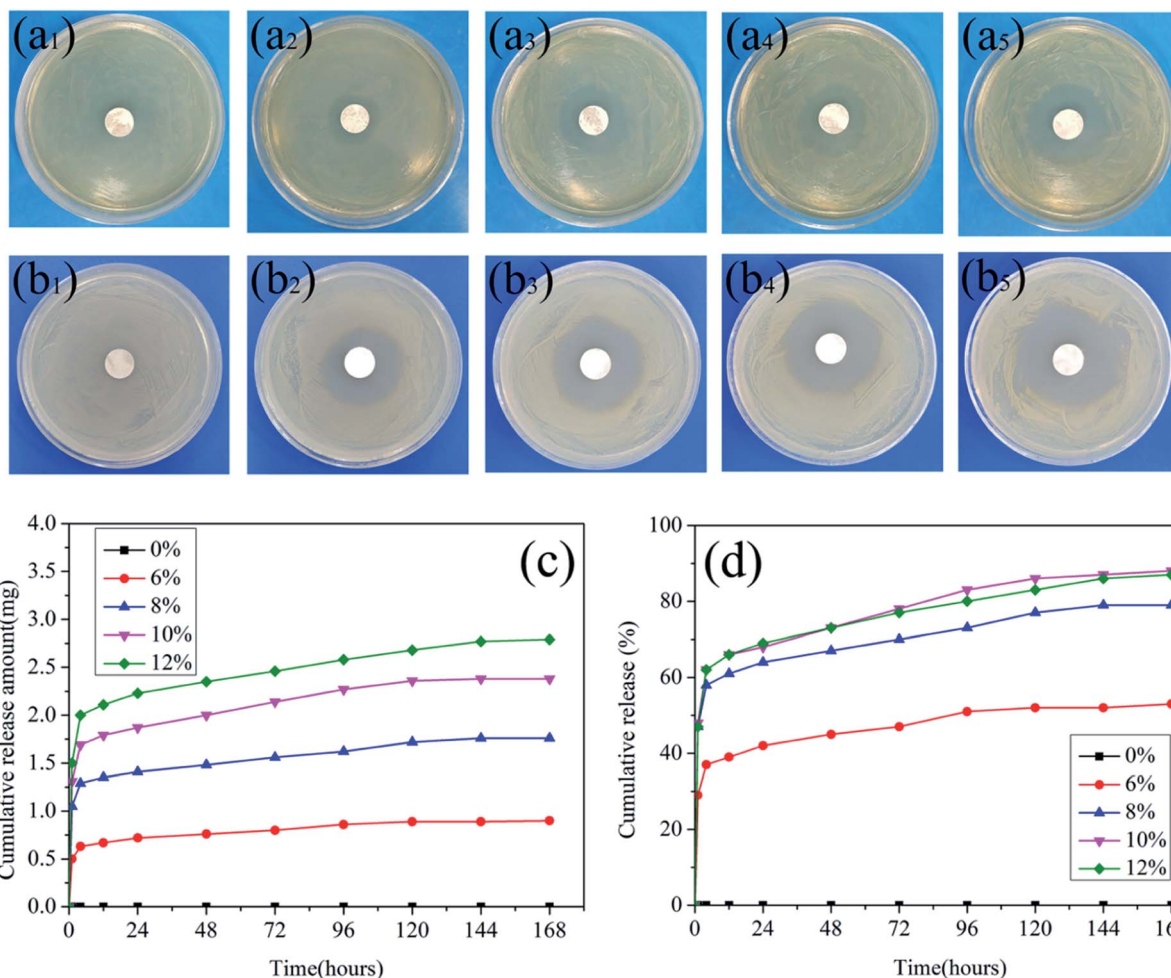 (a1) (a2) (a3) (a4) (a5)
(b1) (b2) (b3) (b4) (b5)
(c)
4.0
3.5
3.0
2.5
2.0
1.5
1.0
0.5
0.0
Cumulative release amount(mg)
0%
6%
8%
10%
12%
0 24 48 72 96 120 144 168
Time(hours)
(d)
100
80
60
40
20
0
Cumulative release (%)
0%
6%
8%
10%
12%
0 24 48 72 96 120 144 16
Time(hours)